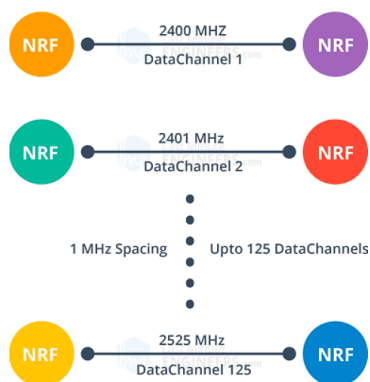 NRF 2400 MHZ NRF
DataChannel 1
NRF 2401 MHz NRF
DataChannel 2
1 MHz Spacing Upto 125 DataChannels
NRF 2525 MHz NRF
DataChannel 125